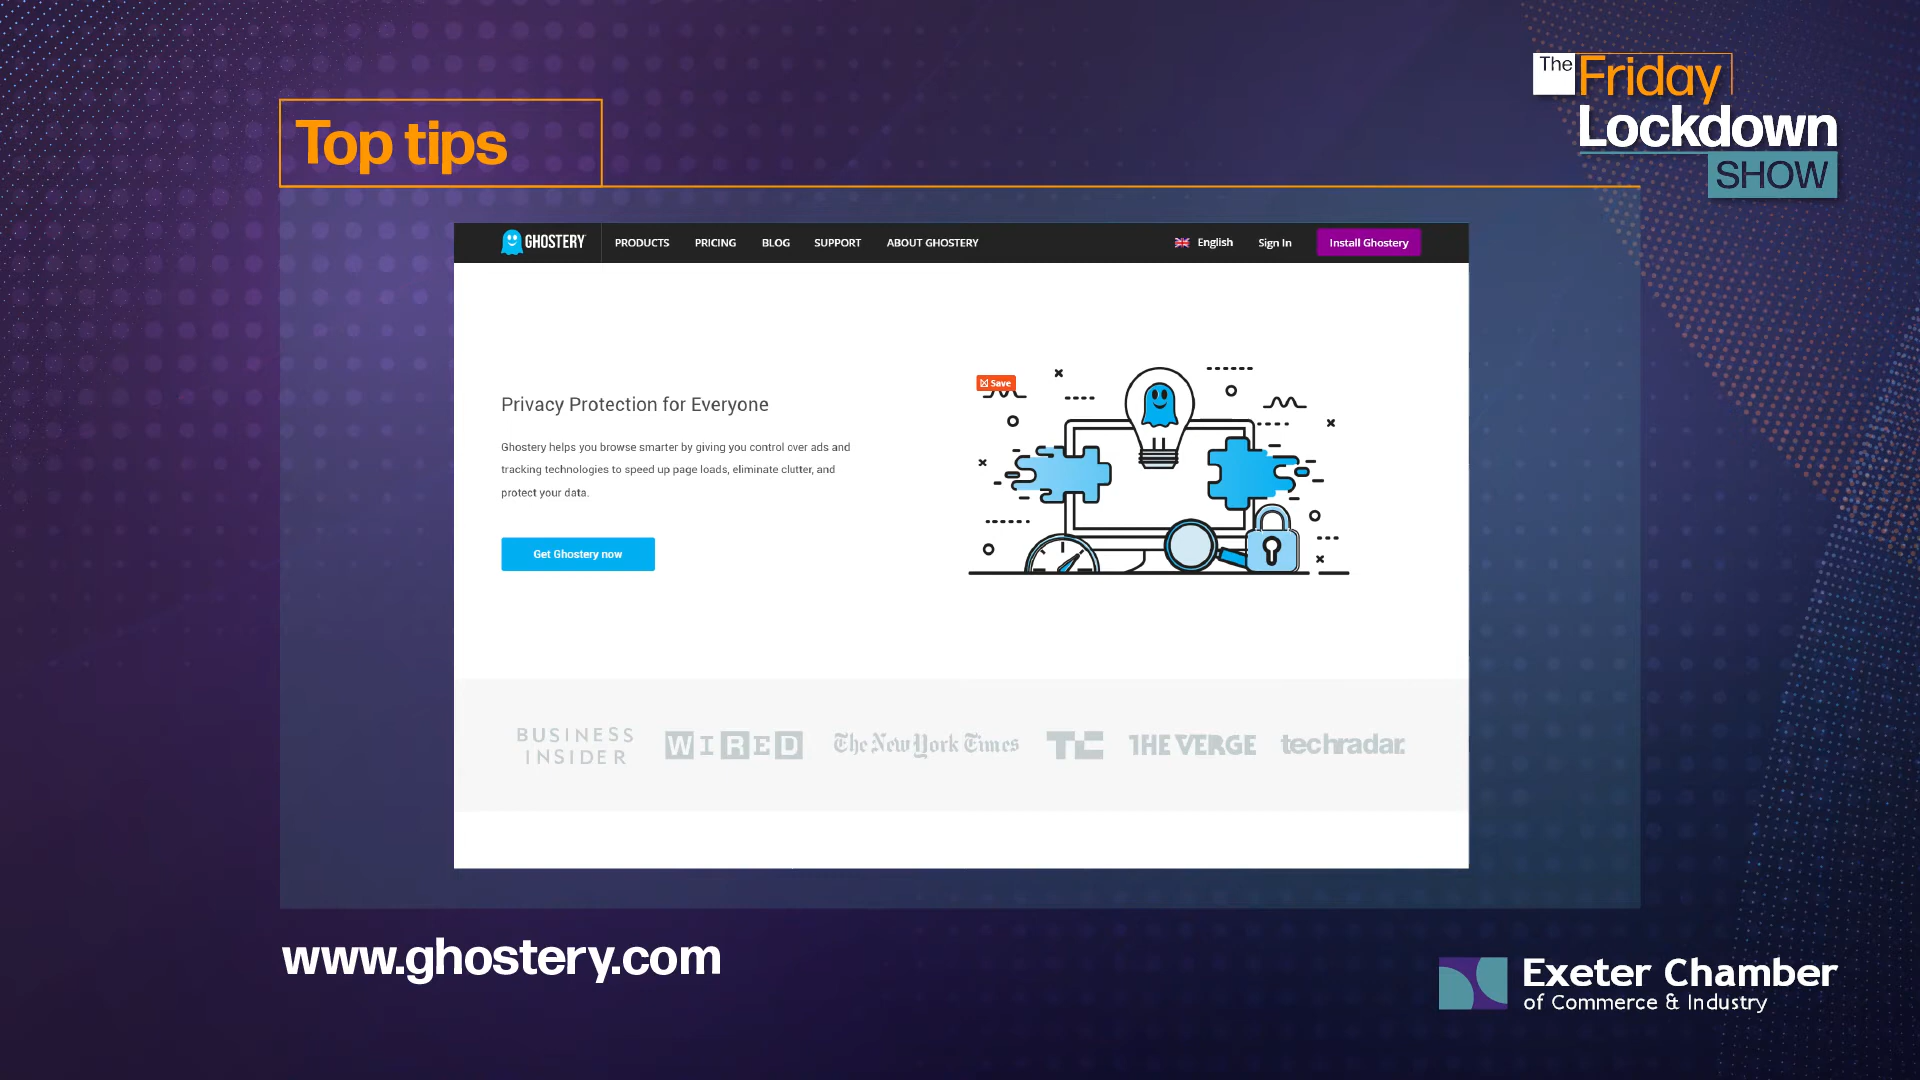 The
Friday
Lockdown
SHOW
Top tips
GHOSTERY
PRODUCTS
PRICING
BLOG
SUPPORT
ABOUT GHOSTERY
English
Sign In
Install Ghostery
Save
Privacy Protection for Everyone
Ghostery helps you browse smarter by giving you control over ads and
tracking technologies to speed up page loads, eliminate clutter, and
protect your data.
Get Ghostery now
BUSINESS
INSIDER
WIRED
The New York Times
TC
THE VERGE
techradar.
www.ghostery.com
Exeter Chamber
of Commerce & Industry